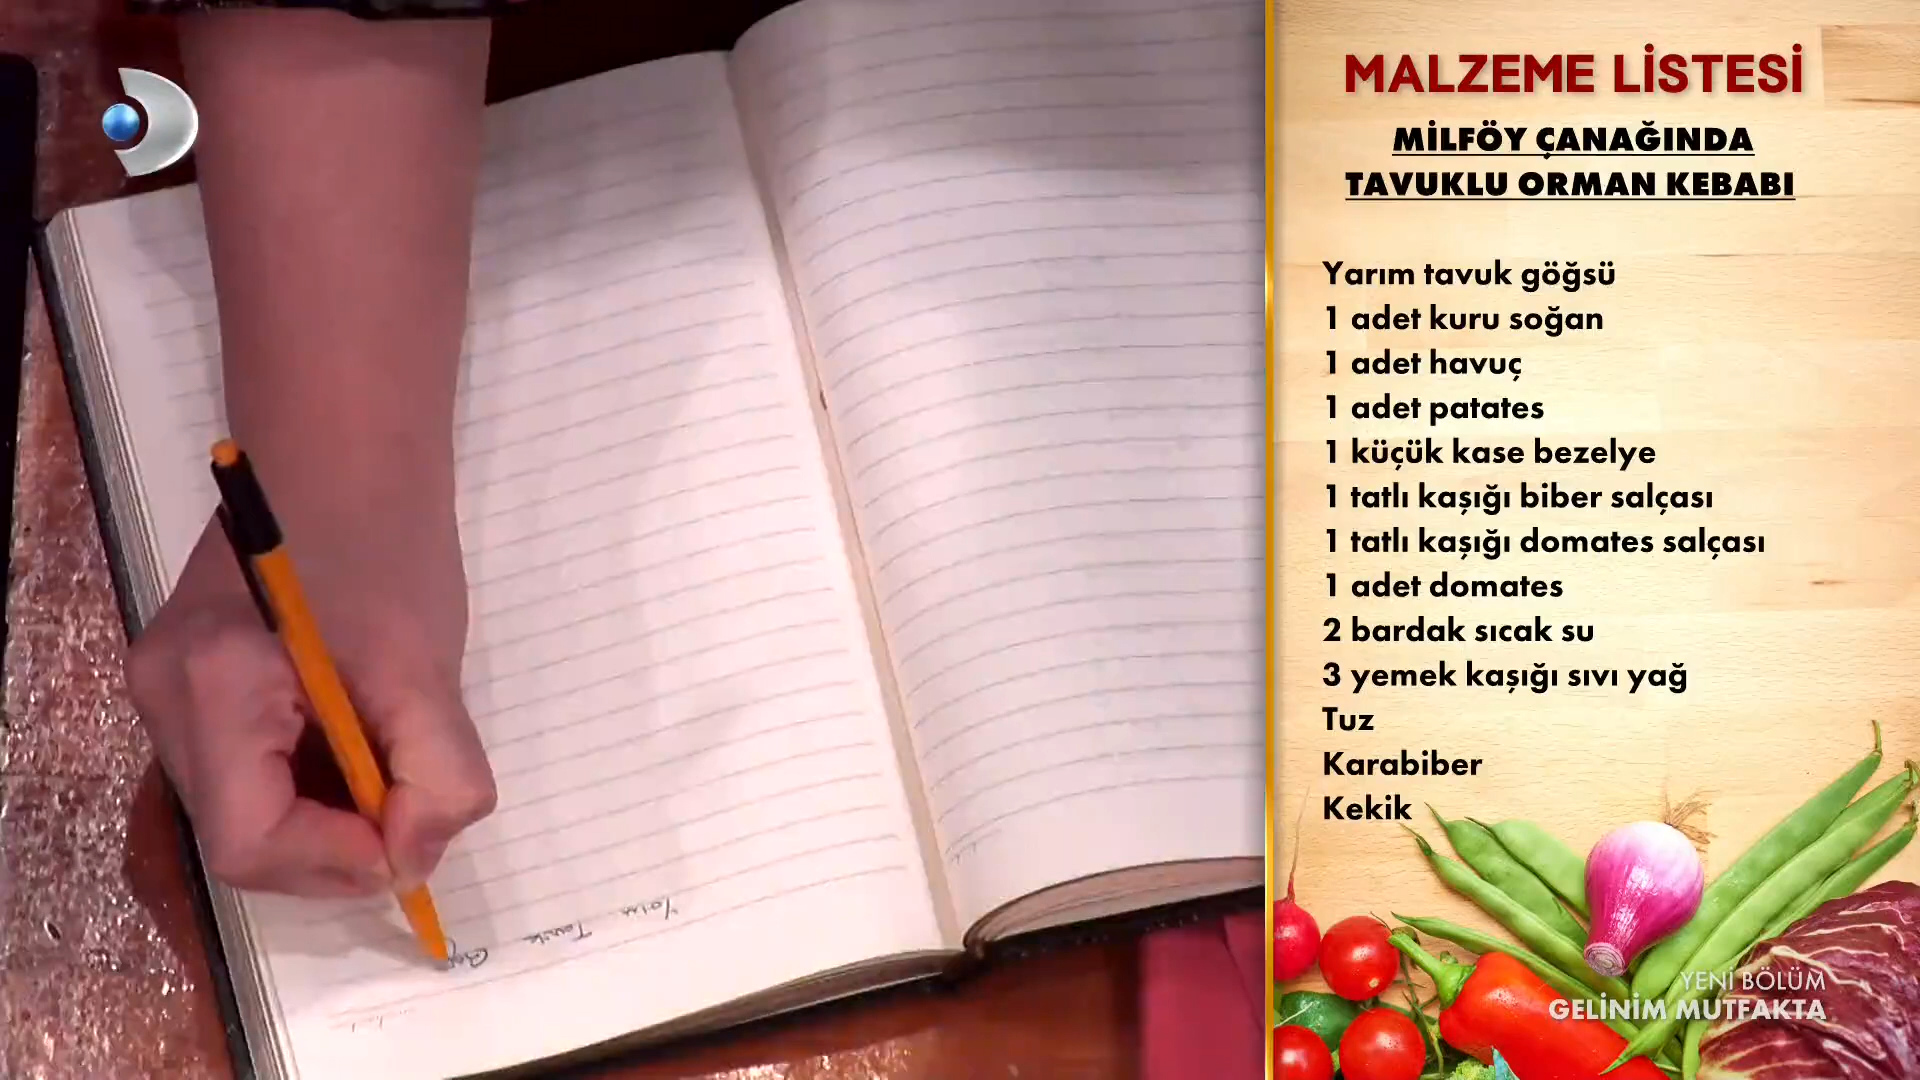 MALZEME LİSTESİ
MİLFÖY ÇANAĞINDA
TAVUKLU ORMAN KEBABI
Yarım tavuk göğsü
1 adet kuru soğan
1 adet havuç
1 adet patates
1 küçük kase bezelye
1 tatlı kaşığı biber salçası
1 tatlı kaşığı domates salçası
1 adet domates
2 bardak sıcak su
3 yemek kaşığı sıvı yağ
Tuz
Karabiber
Kekik
YENİ BÖLÜM
GELİNİM MUTFAKTA
Yarım Tavuk